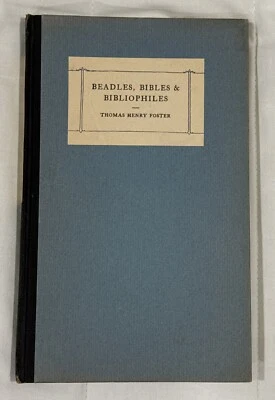 BEADLES, BIBLES &
BIBLIOPHILES
THOMAS HENRY FOSTER